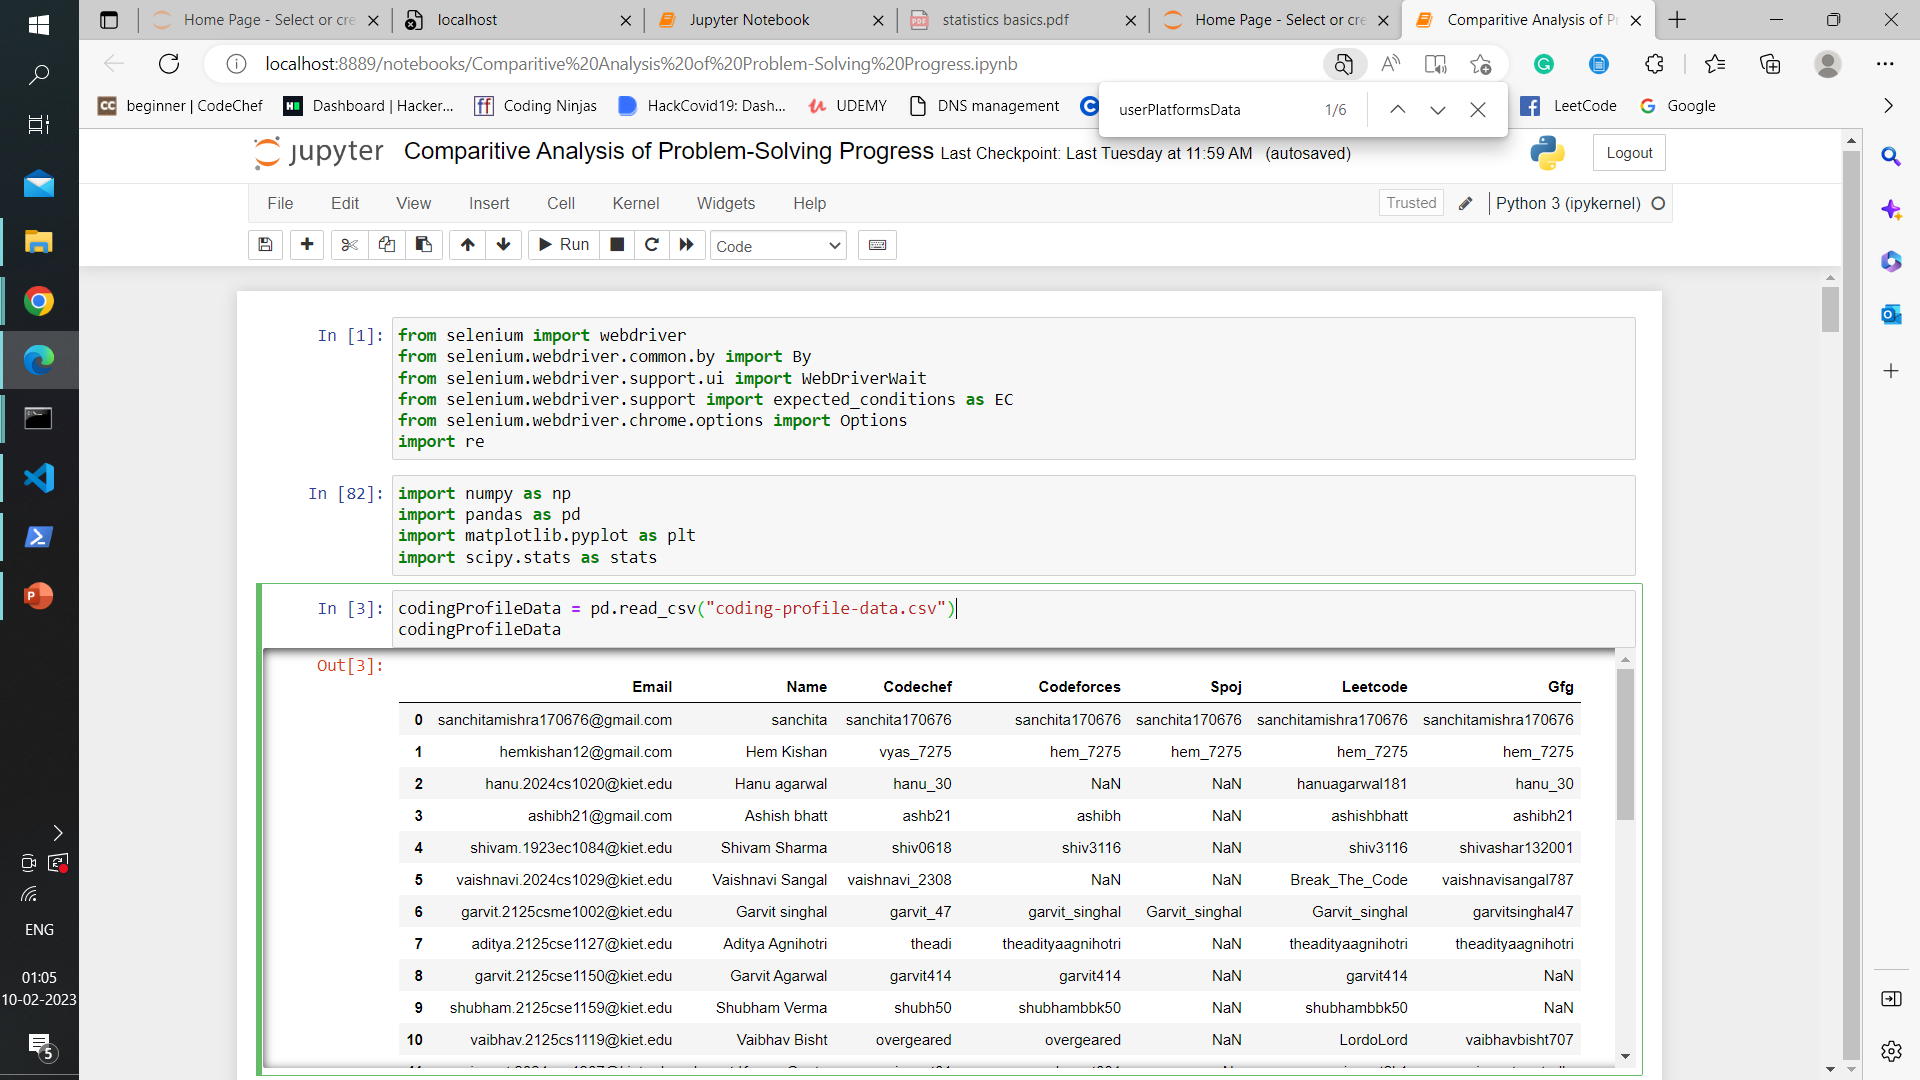 Home Page - Select or cre
localhost
Jupyter Notebook
statistics basics.pdf
Home Page - Select or cre
Comparitive Analysis of Pr
localhost:8889/notebooks/Comparitive%20Analysis%20of%20Problem-Solving%20Progress.ipynb
beginner | CodeChef
Dashboard | Hacker...
Coding Ninjas
HackCovid19: Dash...
UDEMY
DNS management
userPlatformsData 1/6
LeetCode
Google
jupyter Comparitive Analysis of Problem-Solving Progress Last Checkpoint: Last Tuesday at 11:59 AM (autosaved)
Logout
File Edit View Insert Cell Kernel Widgets Help
Trusted
Python 3 (ipykernel)
Run
Code
In [1]: from selenium import webdriver
from selenium.webdriver.common.by import By
from selenium.webdriver.support.ui import WebDriverWait
from selenium.webdriver.support import expected_conditions as EC
from selenium.webdriver.chrome.options import Options
import re
In [82]: import numpy as np
import pandas as pd
import matplotlib.pyplot as plt
import scipy.stats as stats
In [3]: codingProfileData = pd.read_csv("coding-profile-data.csv")
codingProfileData
Out[3]:
Email Name Codechef Codeforces Spoj Leetcode Gfg
0 sanchitamishra170676@gmail.com sanchita sanchita170676 sanchita170676 sanchita170676 sanchitamishra170676 sanchitamishra170676
1 hemkishan12@gmail.com Hem Kishan vyas_7275 hem_7275 hem_7275 hem_7275 hem_7275
2 hanu.2024cs1020@kiet.edu Hanu agarwal hanu_30 NaN NaN hanuagarwal181 hanu_30
3 ashibh21@gmail.com Ashish bhatt ashb21 ashibh NaN ashishbhatt ashibh21
4 shivam.1923ec1084@kiet.edu Shivam Sharma shiv0618 shiv3116 NaN shiv3116 shivashar132001
5 vaishnavi.2024cs1029@kiet.edu Vaishnavi Sangal vaishnavi_2308 NaN NaN Break_The_Code vaishnavisangal787
6 garvit.2125csme1002@kiet.edu Garvit singhal garvit_47 garvit_singhal Garvit_singhal Garvit_singhal garvitsinghal47
7 aditya.2125cse1127@kiet.edu Aditya Agnihotri theadi theadityaagnihotri NaN theadityaagnihotri theadityaagnihotri
8 garvit.2125cse1150@kiet.edu Garvit Agarwal garvit414 garvit414 NaN garvit414 NaN
9 shubham.2125cse1159@kiet.edu Shubham Verma shubh50 shubhambbk50 NaN shubhambbk50 NaN
10 vaibhav.2125cs1119@kiet.edu Vaibhav Bisht overgeared overgeared NaN LordoLord vaibhavbisht707
ENG
01:05
10-02-2023
5